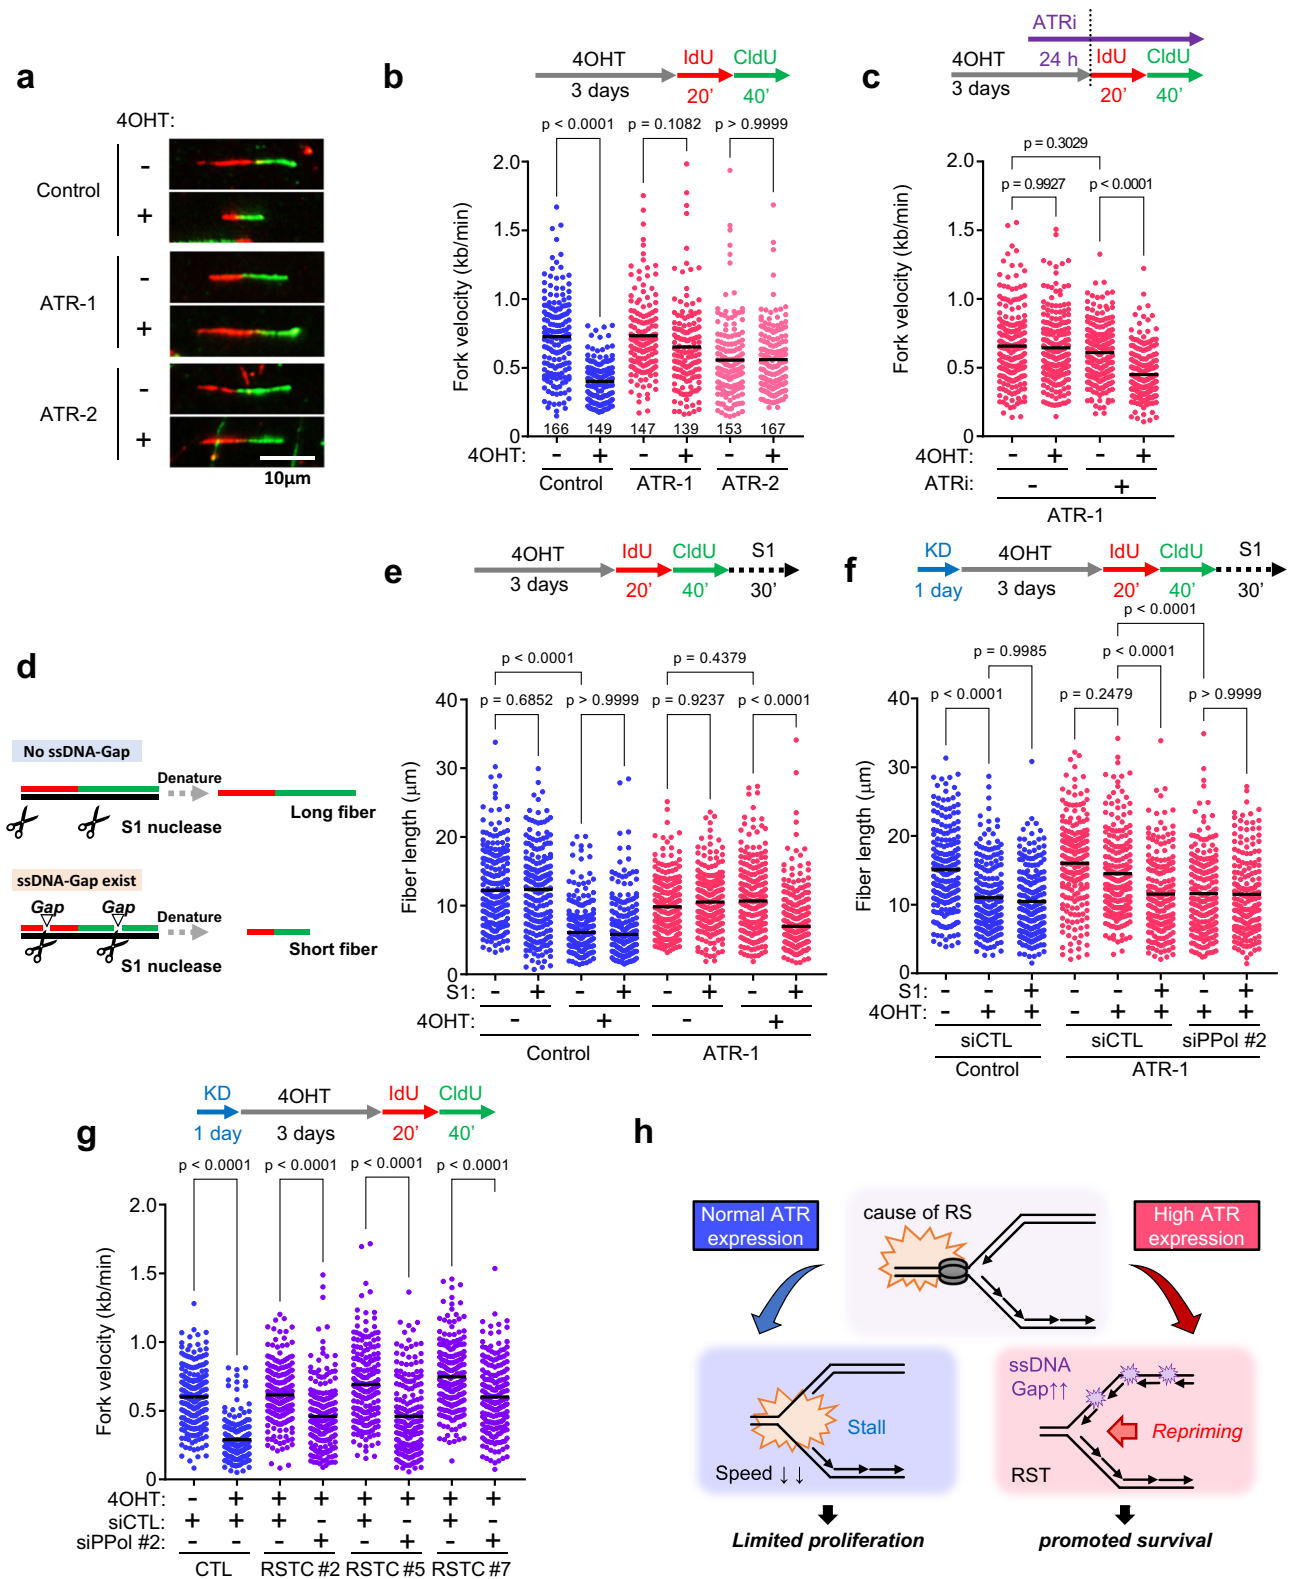 a
4OHT:
Control
-
+
ATR-1
-
+
ATR-2
-
+
10μm
b
4OHT
3 days
IdU
20'
CldU
40'
p < 0.0001
p = 0.1082
p > 0.9999
Fork velocity (kb/min)
2.0
1.5
1.0
0.5
0
166 149 147 139 153 167
4OHT: - + - + - +
Control ATR-1 ATR-2
c
ATRi
24 h
4OHT
3 days
IdU
20'
CldU
40'
p = 0.3029
p = 0.9927
p < 0.0001
Fork velocity (kb/min)
2.0
1.5
1.0
0.5
0
4OHT: - + - +
ATRi: - +
ATR-1
d
No ssDNA-Gap
Denature
S1 nuclease
Long fiber
ssDNA-Gap exist
Gap Gap
Denature
S1 nuclease
Short fiber
e
4OHT
3 days
IdU
20'
CldU
40'
S1
30'
p < 0.0001
p = 0.4379
p = 0.6852
p > 0.9999
p = 0.9237
p < 0.0001
Fiber length (μm)
40
30
20
10
0
S1: - + - + - + - +
4OHT: - + - +
Control ATR-1
f
KD
1 day
4OHT
3 days
IdU
20'
CldU
40'
S1
30'
p < 0.0001
p = 0.9985
p < 0.0001
p < 0.0001
p = 0.2479
p > 0.9999
Fiber length (μm)
40
30
20
10
0
S1: - - + - - + - +
4OHT: - + + - + + + +
siCTL siCTL siPPol #2
Control ATR-1
g
KD
1 day
4OHT
3 days
IdU
20'
CldU
40'
p < 0.0001
p < 0.0001
p < 0.0001
p < 0.0001
Fork velocity (kb/min)
2.0
1.5
1.0
0.5
0
4OHT: - + + + + + + +
siCTL: + + + - + - + -
siPPol #2: - - - + - + - +
CTL RSTC #2 RSTC #5 RSTC #7
h
Normal ATR
expression
cause of RS
High ATR
expression
Stall
Speed ↓ ↓
ssDNA
Gap↑↑
Repriming
RST
Limited proliferation
promoted survival